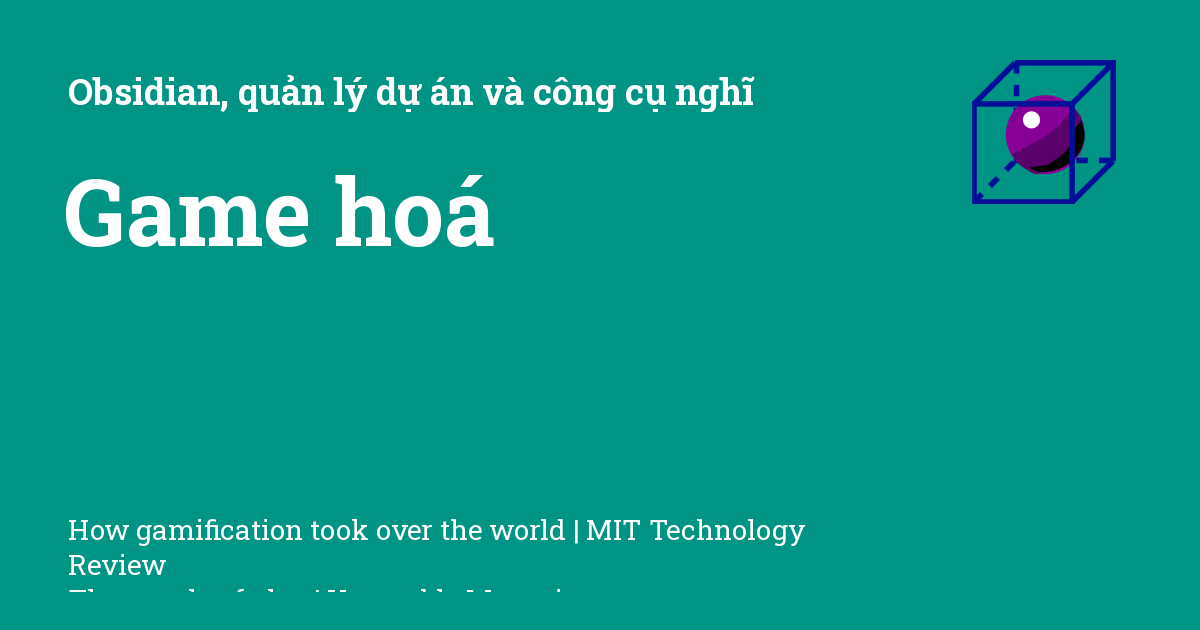 Obsidian, quản lý dự án và công cụ nghĩ
Game hoá
How gamification took over the world | MIT Technology
Review